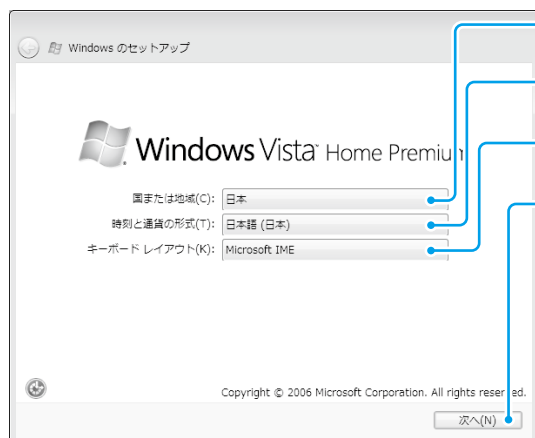 Windows のセットアップ
Windows Vista™ Home Premium
国または地域(C): 日本
時刻と通貨の形式(T): 日本語 (日本)
キーボード レイアウト(K): Microsoft IME
Copyright © 2006 Microsoft Corporation. All rights reserved.
次へ(N)